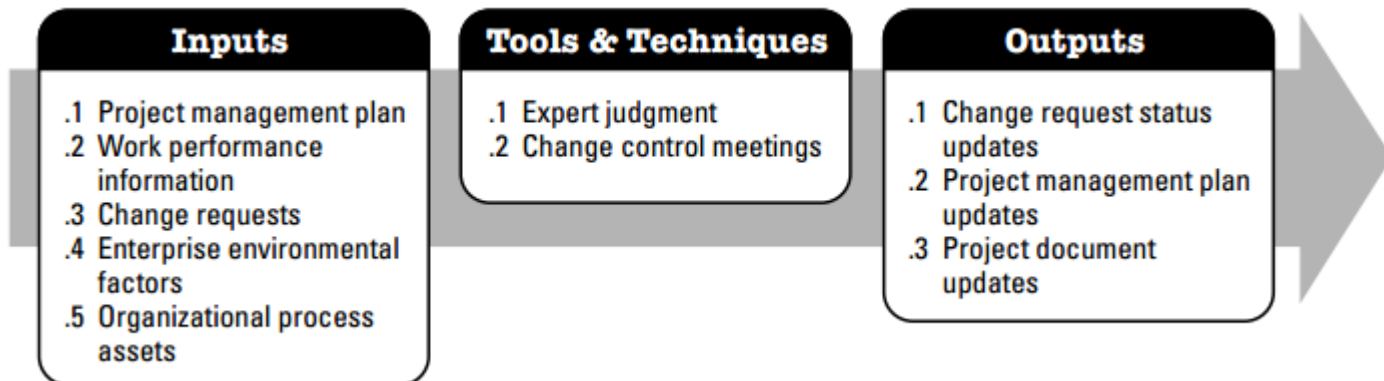 Inputs
.1 Project management plan
.2 Work performance
information
.3 Change requests
.4 Enterprise environmental
factors
.5 Organizational process
assets
Tools & Techniques
.1 Expert judgment
.2 Change control meetings
Outputs
.1 Change request status
updates
.2 Project management plan
updates
.3 Project document
updates